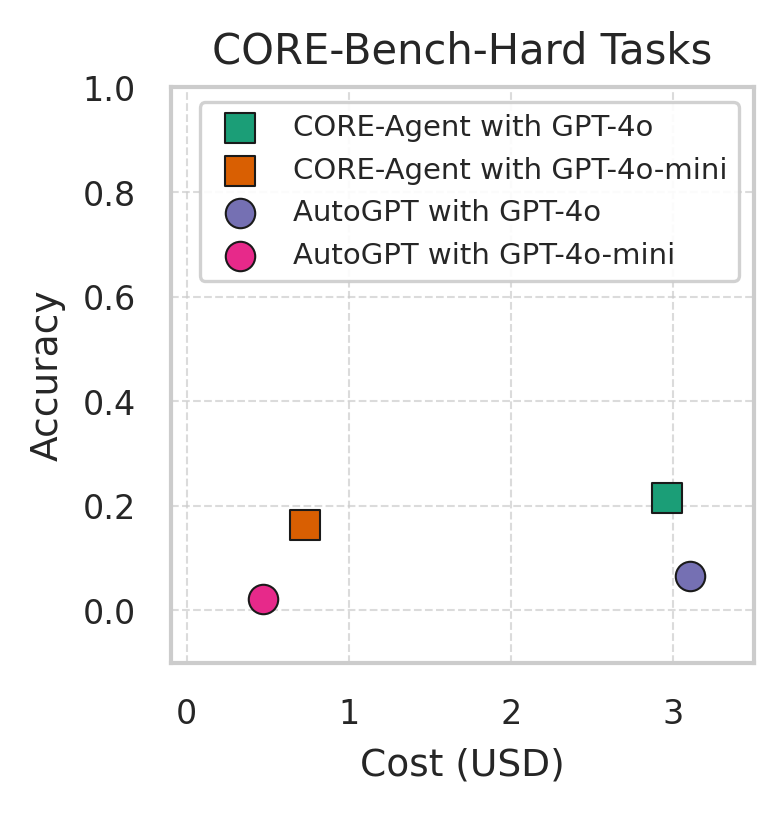 CORE-Bench-Hard Tasks
1.0
CORE-Agent with GPT-4o
CORE-Agent with GPT-4o-mini
0.8
AutoGPT with GPT-4o
AutoGPT with GPT-4o-mini
0.6
Accuracy
0.4
0.2
0.0
0 1 2 3
Cost (USD)